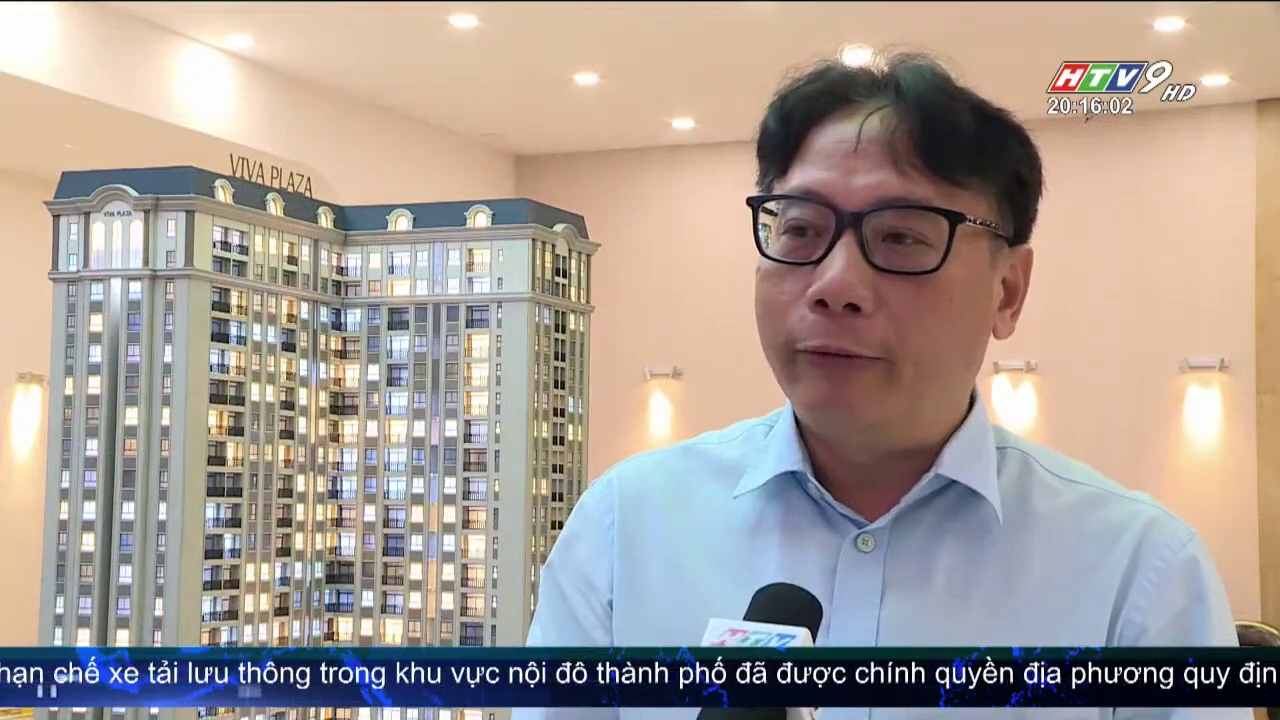 HTV9 HD
20:16:02
VIVA PLAZA
VIVA PLAZA
HTV
hạn chế xe tải lưu thông trong khu vực nội đô thành phố đã được chính quyền địa phương quy địn